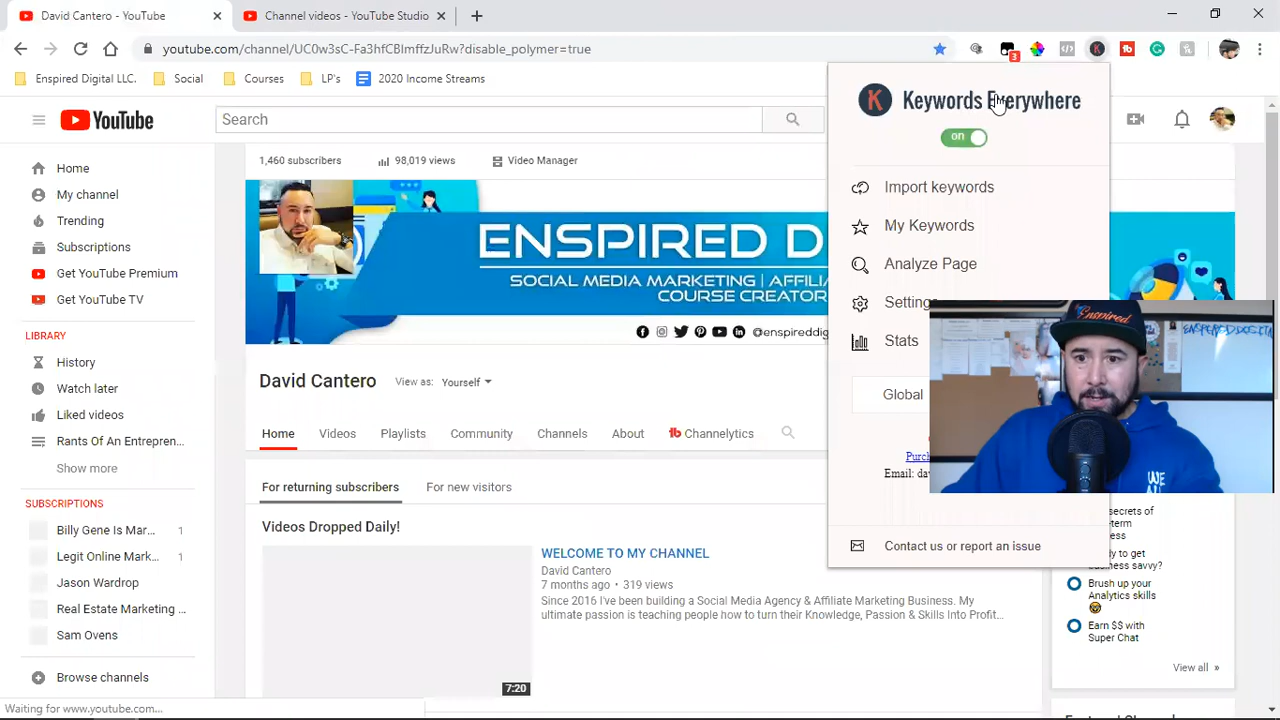 David Cantero - YouTube
Channel videos - YouTube Studio
youtube.com/channel/UC0w3sC-Fa3hfCBlmffzJuRw?disable_polymer=true
3
Enspired Digital LLC.
Social
Courses
LP's
2020 Income Streams
YouTube
Search
Keywords Everywhere
ON
Import keywords
My Keywords
Analyze Page
Settings
Stats
Global
Email:
Contact us or report an issue
Home
My channel
Trending
Subscriptions
Get YouTube Premium
Get YouTube TV
LIBRARY
History
Watch later
Liked videos
Rants Of An Entrepren...
Show more
SUBSCRIPTIONS
Billy Gene Is Mar... 1
Legit Online Mark... 1
Jason Wardrop
Real Estate Marketing ...
Sam Ovens
Browse channels
Waiting for www.youtube.com...
1,460 subscribers
98,019 views
Video Manager
ENSPIRED D
SOCIAL MEDIA MARKETING | AFFILIA
COURSE CREATOR
@enspireddig
David Cantero
View as: Yourself
Home
Videos
Playlists
Community
Channels
About
Channelytics
For returning subscribers
For new visitors
Videos Dropped Daily!
WELCOME TO MY CHANNEL
David Cantero
7 months ago • 319 views
Since 2016 I've been building a Social Media Agency & Affiliate Marketing Business. My
ultimate passion is teaching people how to turn their Knowledge, Passion & Skills Into Profit...
7:20
Enspired
WE
secrets of
business savvy?
Brush up your
Analytics skills
Earn $$ with
Super Chat
View all »